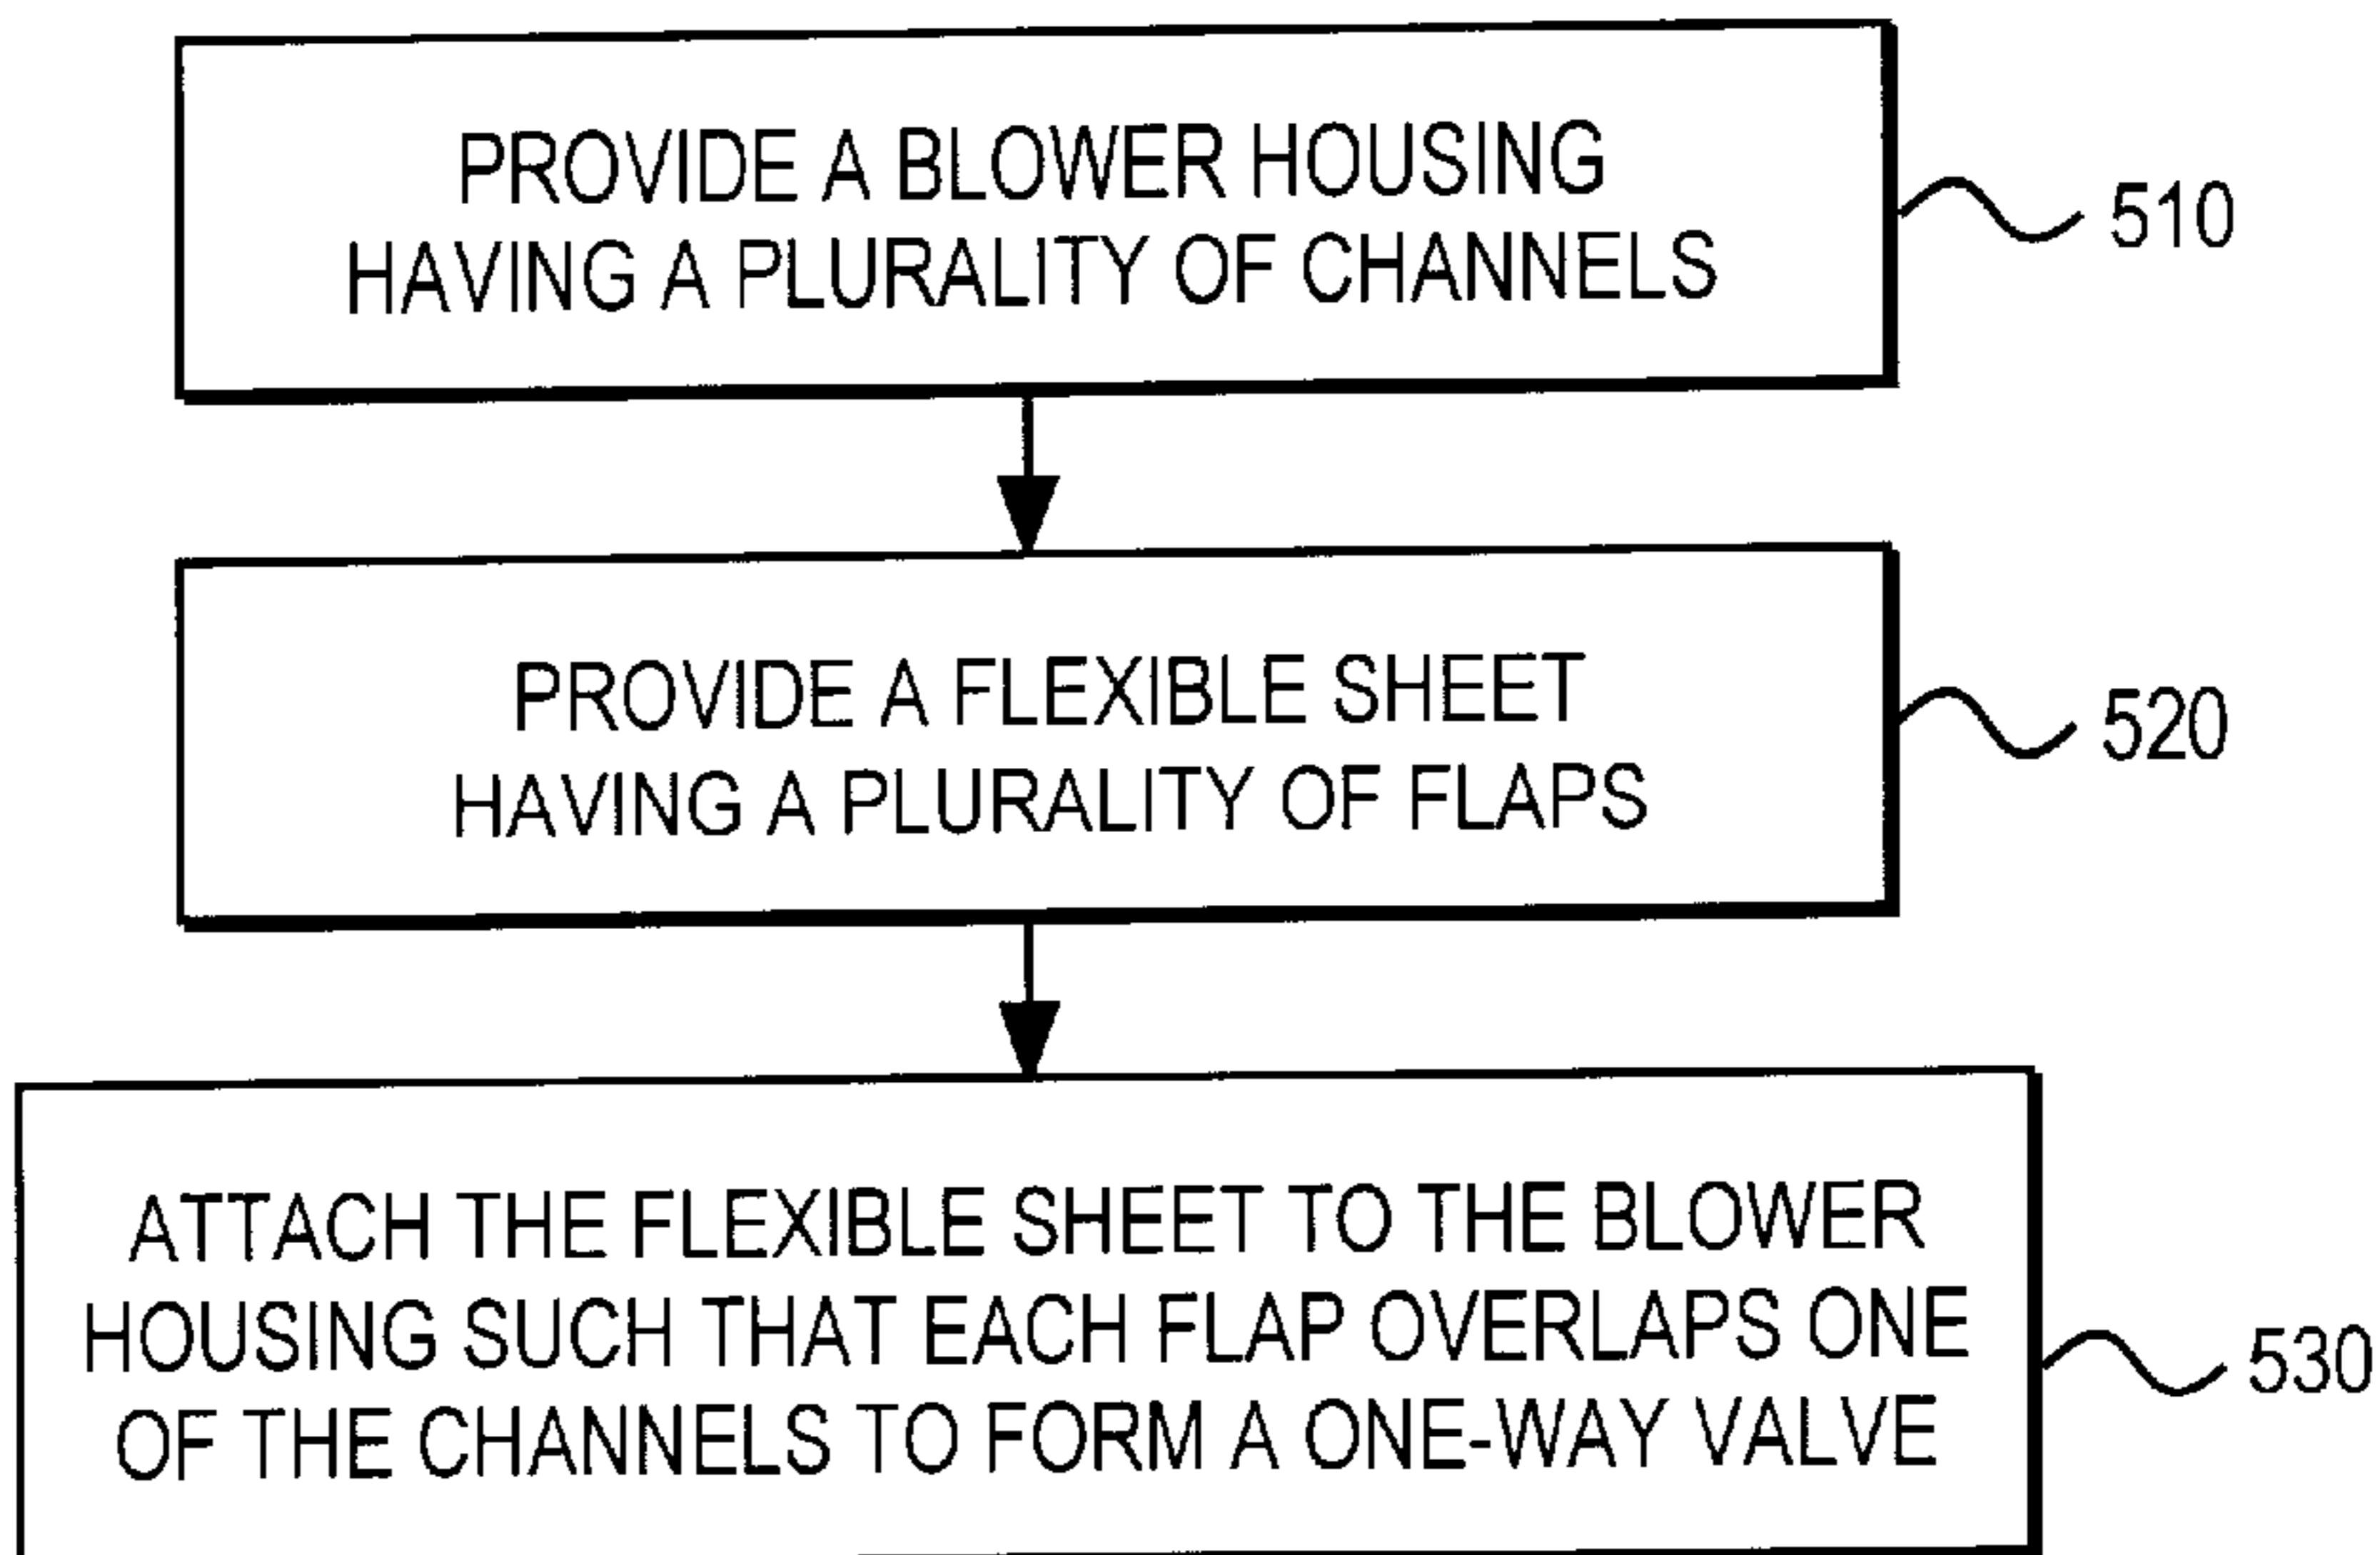 PROVIDE A BLOWER HOUSING
HAVING A PLURALITY OF CHANNELS
510
PROVIDE A FLEXIBLE SHEET
HAVING A PLURALITY OF FLAPS
520
ATTACH THE FLEXIBLE SHEET TO THE BLOWER
HOUSING SUCH THAT EACH FLAP OVERLAPS ONE
OF THE CHANNELS TO FORM A ONE-WAY VALVE
530